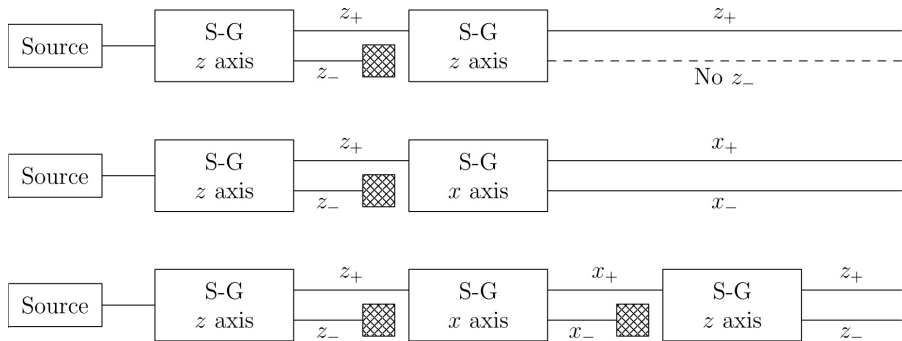 z₊ z₊
Source S-G z axis S-G z axis
z₋ No z₋
z₊ x₊
Source S-G z axis S-G x axis
z₋ x₋
z₊ x₊ z₊
Source S-G z axis S-G x axis S-G z axis
z₋ x₋ z₋